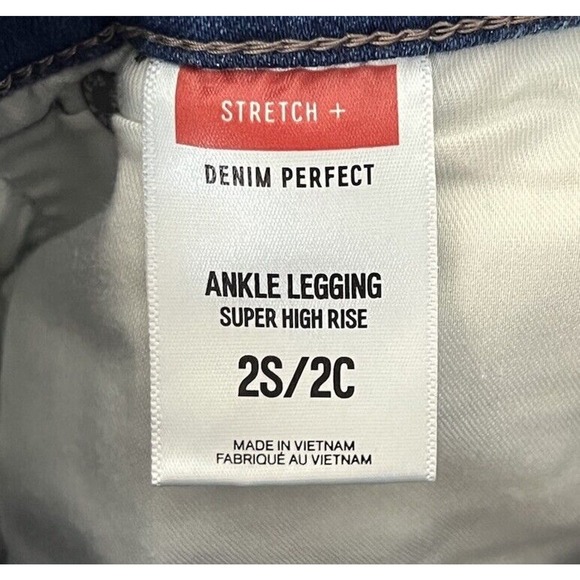 STRETCH +
DENIM PERFECT
ANKLE LEGGING
SUPER HIGH RISE
2S/2C
MADE IN VIETNAM
FABRIQUÉ AU VIETNAM